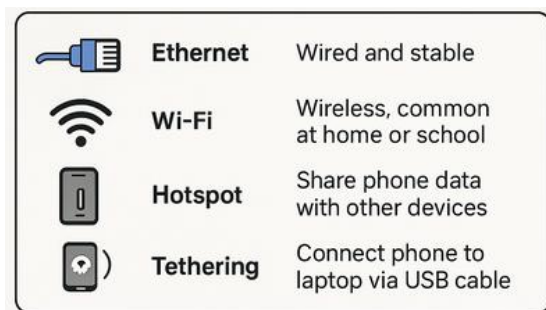 Ethernet Wired and stable
Wi-Fi Wireless, common
at home or school
Hotspot Share phone data
with other devices
Tethering Connect phone to
laptop via USB cable